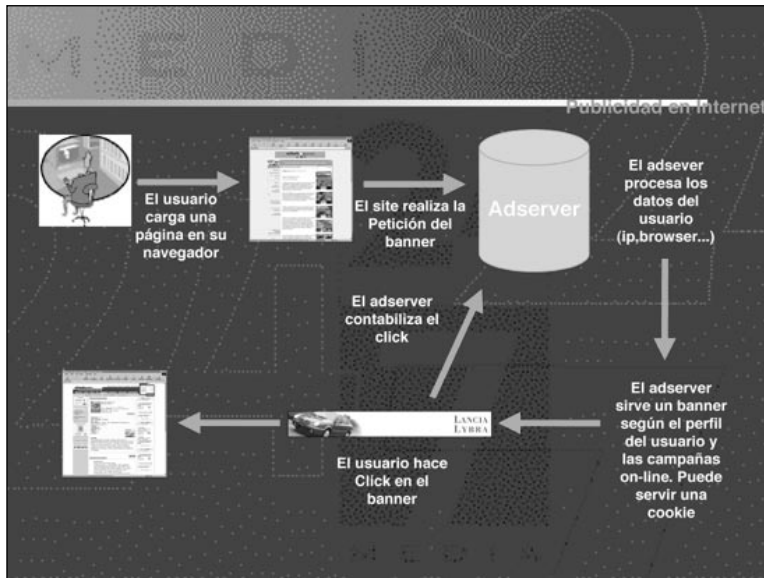 M E D I A
Publicidad en Internet
El usuario
carga una
página en su
navegador
El site realiza la
Petición del
banner
Adserver
El adsever
procesa los
datos del
usuario
(ip,browser...)
El adserver
contabiliza el
click
El adserver
sirve un banner
según el perfil
del usuario y
las campañas
on-line. Puede
servir una
cookie
LANCIA
LYBRA
El usuario hace
Click en el
banner
M E D I A